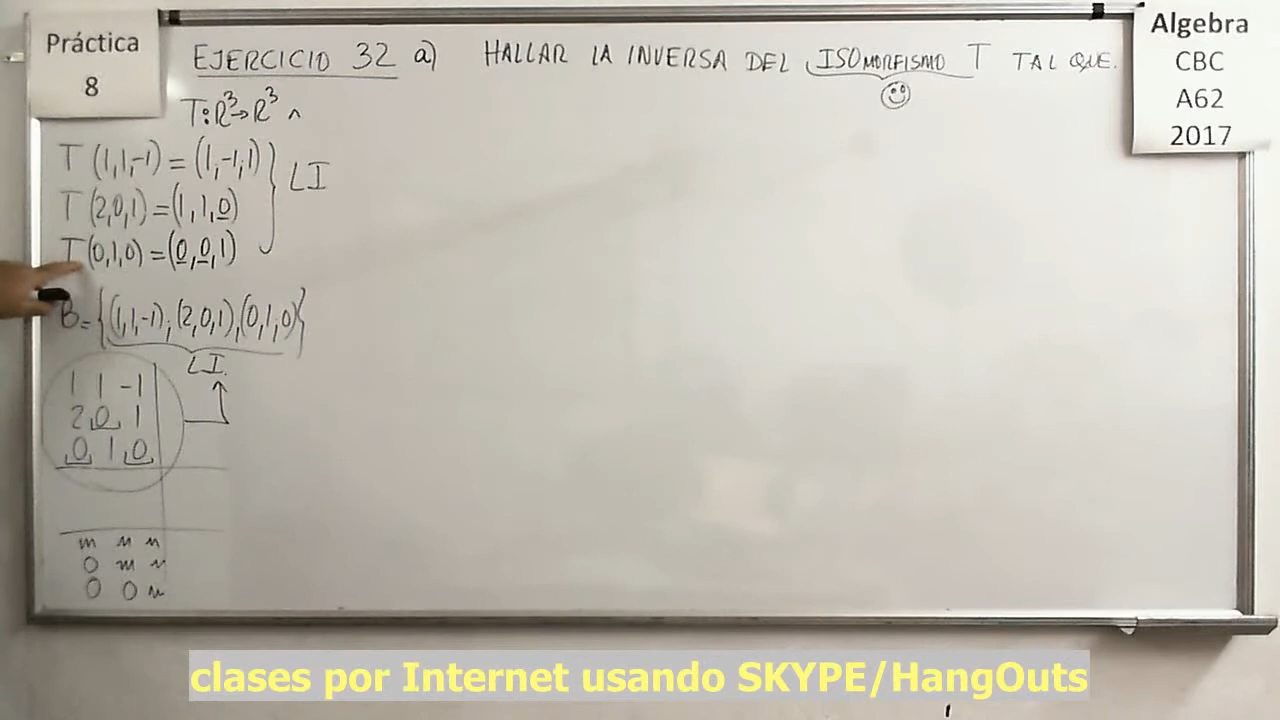 Práctica
8
EJERCICIO 32 a) HALLAR LA INVERSA DEL ISOMORFISMO T TAL QUE.
Algebra
CBC
A62
2017
T:R³→R³ ∧
T(1,1,-1)=(1,-1,1)
T(2,0,1)=(1,1,0)
T(0,1,0)=(0,0,1)
LI
B={(1,1,-1),(2,0,1),(0,1,0)}
LI.
1 1 -1
2 0 1
0 1 0
0
0 0
clases por Internet usando SKYPE/HangOuts